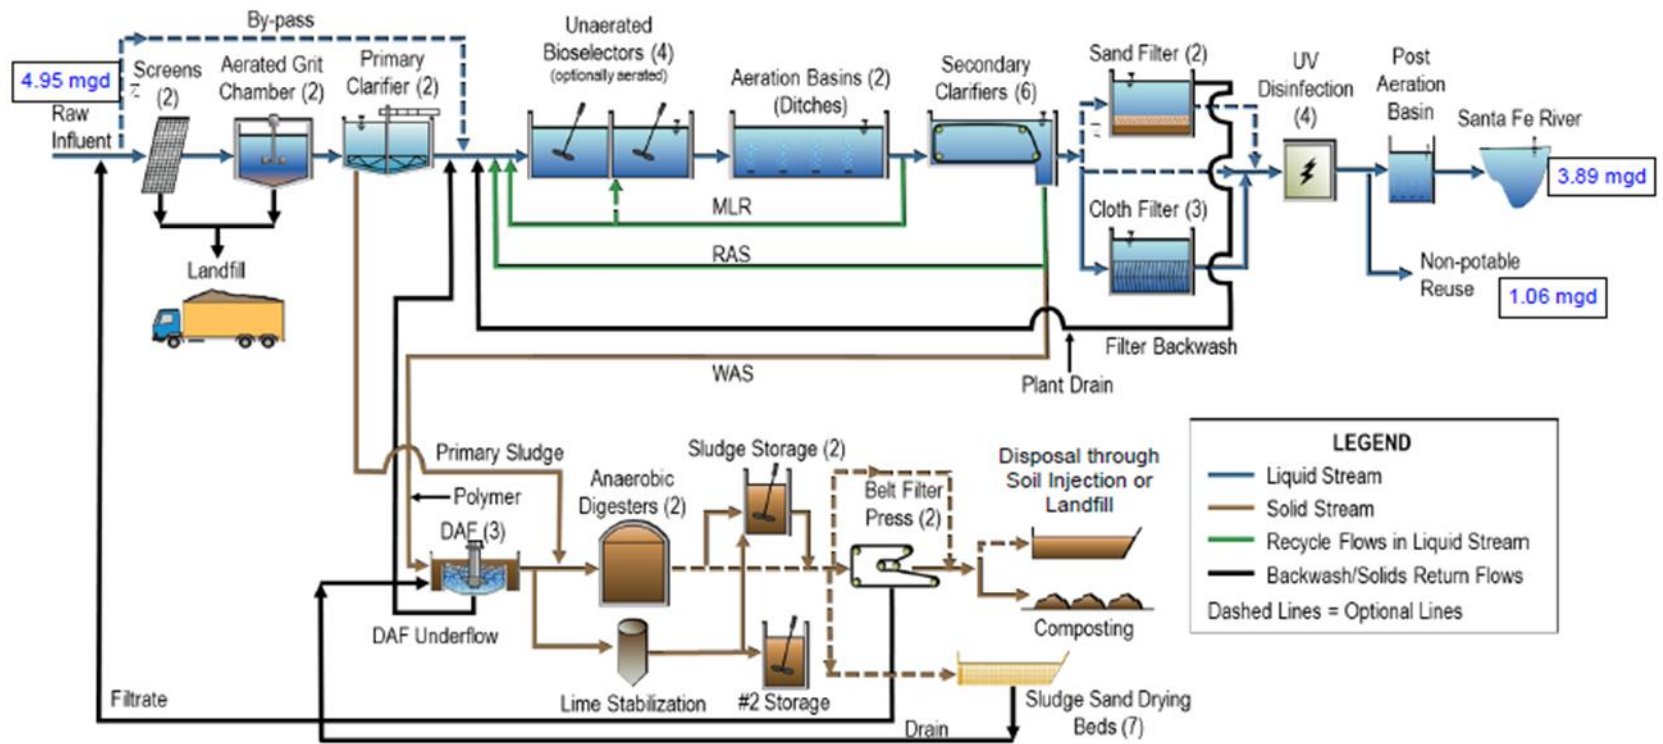 By-pass
4.95 mgd
Raw
Influent
Screens
(2)
Aerated Grit
Chamber (2)
Primary
Clarifier (2)
Unaerated
Bioselectors (4)
(optionally aerated)
Aeration Basins (2)
(Ditches)
Secondary
Clarifiers (6)
Sand Filter (2)
UV
Disinfection
(4)
Post
Aeration
Basin
Santa Fe River
3.89 mgd
Cloth Filter (3)
MLR
RAS
Landfill
Non-potable
Reuse
1.06 mgd
Filter Backwash
Plant Drain
WAS
Primary Sludge
Polymer
DAF (3)
DAF Underflow
Anaerobic
Digesters (2)
Sludge Storage (2)
Belt Filter
Press (2)
Disposal through
Soil Injection or
Landfill
Composting
Lime Stabilization
#2 Storage
Sludge Sand Drying
Beds (7)
Filtrate
Drain
LEGEND
Liquid Stream
Solid Stream
Recycle Flows in Liquid Stream
Backwash/Solids Return Flows
Dashed Lines = Optional Lines